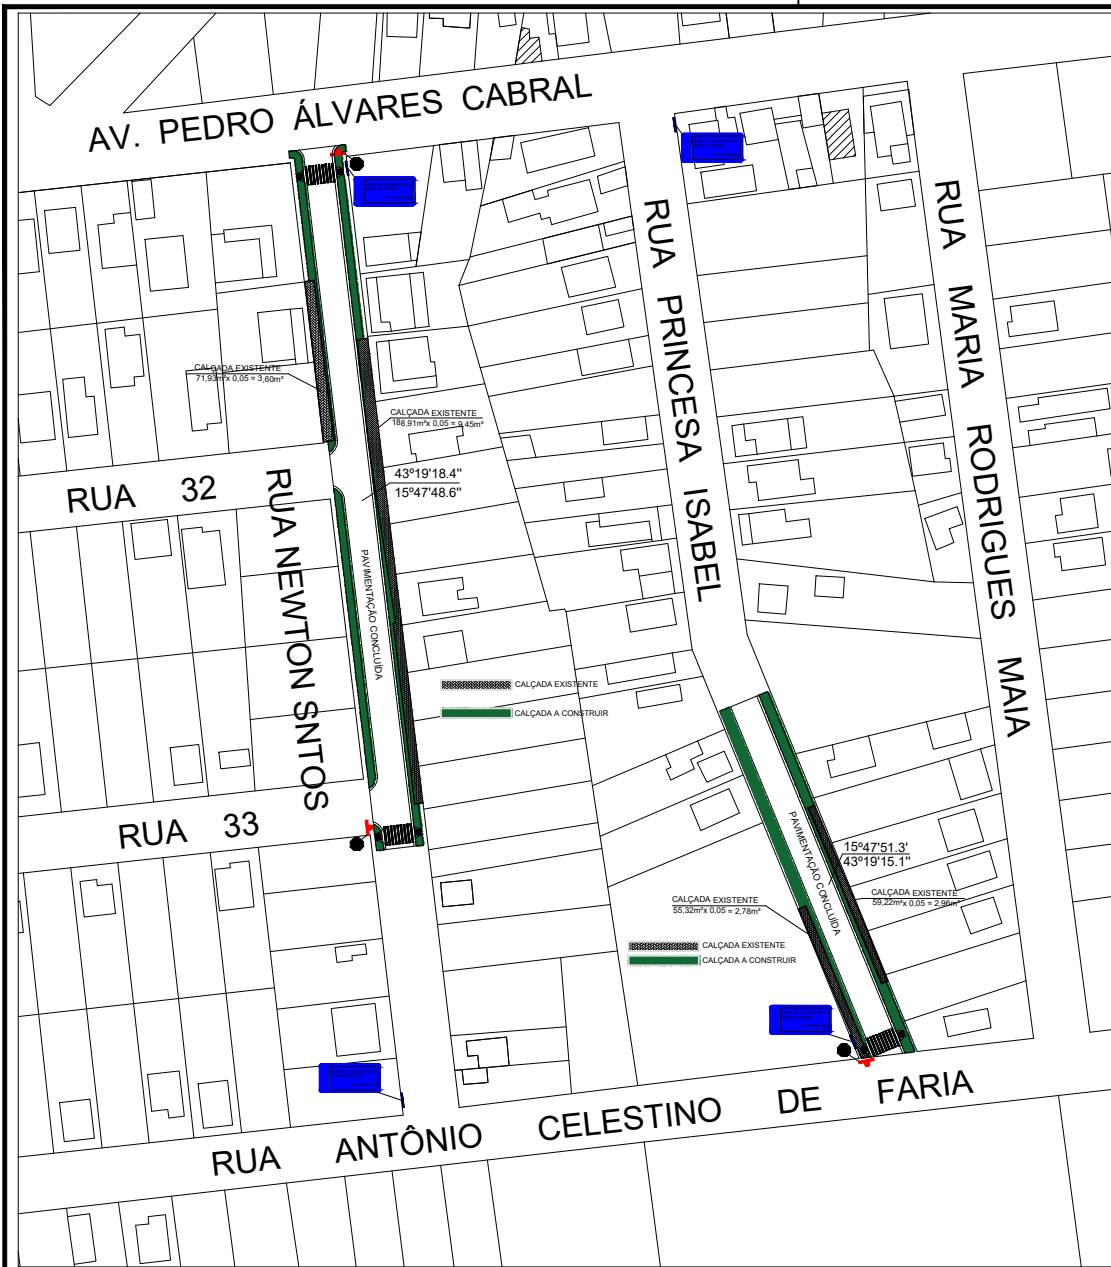 AV. PEDRO ÁLVARES CABRAL
RUA PRINCESA ISABEL
RUA MARIA RODRIGUES MAIA
CALÇADA EXISTENTE
71,93m²x 0,05 = 3,60m³
CALÇADA EXISTENTE
188,91m²x 0,05 = 9,45m³
43º19'18.4"
15º47'48.6"
RUA 32
RUA NEWTON SNTOS
PAVIMENTAÇÃO CONCLUÍDA
CALÇADA EXISTENTE
CALÇADA A CONSTRUIR
RUA 33
PAVIMENTAÇÃO CONCLUÍDA
15º47'51.3'
43º19'15.1"
CALÇADA EXISTENTE
59,22m²x 0,05 = 2,96m³
CALÇADA EXISTENTE
55,32m²x 0,05 = 2,78m³
CALÇADA EXISTENTE
CALÇADA A CONSTRUIR
RUA ANTÔNIO CELESTINO DE FARIA